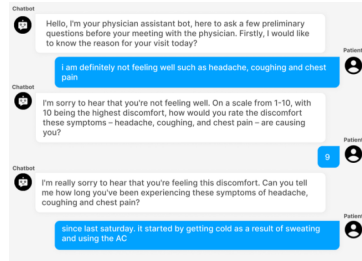 Chatbot
Hello, I'm your physician assistant bot, here to ask a few preliminary
questions before your meeting with the physician. Firstly, I would like
to know the reason for your visit today?
Patient
i am definitely not feeling well such as headache, coughing and chest
pain
Chatbot
I'm sorry to hear that you're not feeling well. On a scale from 1-10, with
10 being the highest discomfort, how would you rate the discomfort
these symptoms – headache, coughing, and chest pain – are causing
you?
Patient
9
Chatbot
I'm really sorry to hear that you're feeling this discomfort. Can you tell
me how long you've been experiencing these symptoms of headache,
coughing and chest pain?
Patient
since last saturday. it started by getting cold as a result of sweating
and using the AC